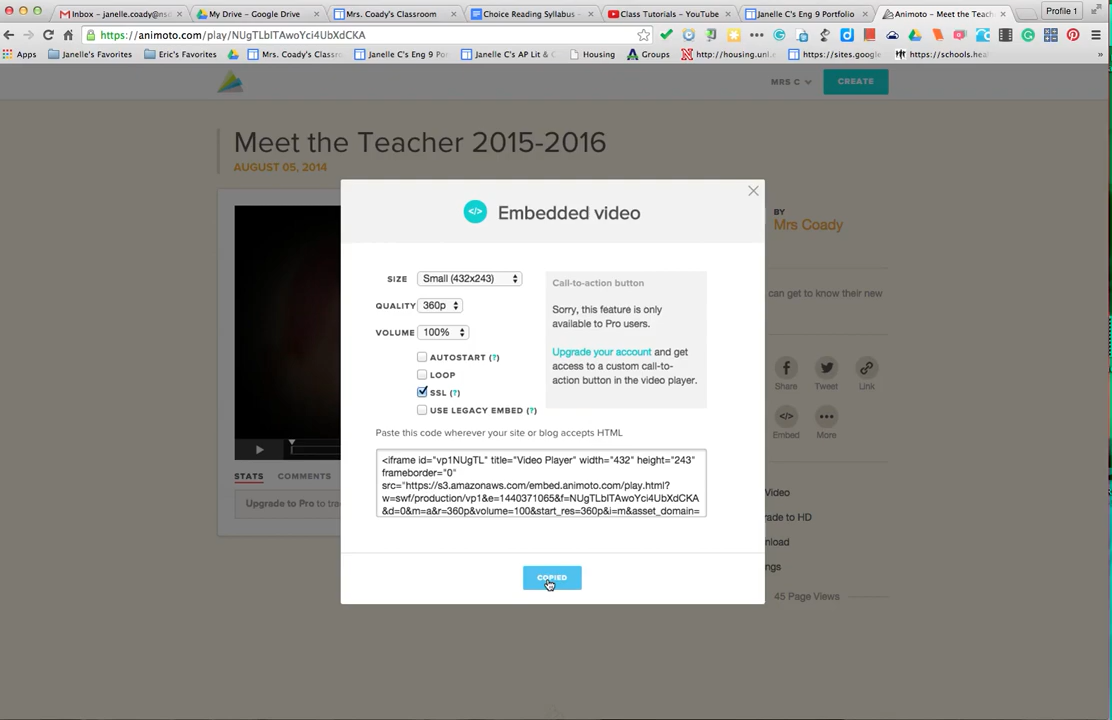 Inbox - janelle.coady@ns
My Drive - Google Drive
Mrs. Coady's Classroom
Choice Reading Syllabus -
Class Tutorials - YouTube
Janelle C's Eng 9 Portfolio
Animoto - Meet the Teach
Profile 1
https://animoto.com/play/NUgTLblTAwoYci4UbXdCKA
Apps
Janelle's Favorites
Eric's Favorites
Mrs. Coady's Classro
Janelle C's Eng 9 Po
Janelle C's AP Lit & C
Housing
Groups
http://housing.unl.e
https://sites.google
https://schools.heal
»
MRS C
CREATE
Meet the Teacher 2015-2016
AUGUST 05, 2014
</> Embedded video
BY
Mrs Coady
SIZE Small (432x243)
QUALITY 360p
VOLUME 100%
AUTOSTART (?)
LOOP
SSL (?)
USE LEGACY EMBED (?)
Call-to-action button
Sorry, this feature is only
available to Pro users.
Upgrade your account and get
access to a custom call-to-
action button in the video player.
can get to know their new
Share
Tweet
Link
</>
Embed
More
Paste this code wherever your site or blog accepts HTML
<iframe id="vp1NUgTL" title="Video Player" width="432" height="243"
frameborder="0"
src="https://s3.amazonaws.com/embed.animoto.com/play.html?
w=swf/production/vp1&e=1440371065&f=NUgTLblTAwoYci4UbXdCKA
&d=0&m=a&r=360p&volume=100&start_res=360p&i=m&asset_domain=
STATS
COMMENTS
Upgrade to Pro to tra
Video
rade to HD
nload
ngs
45 Page Views
COPIED